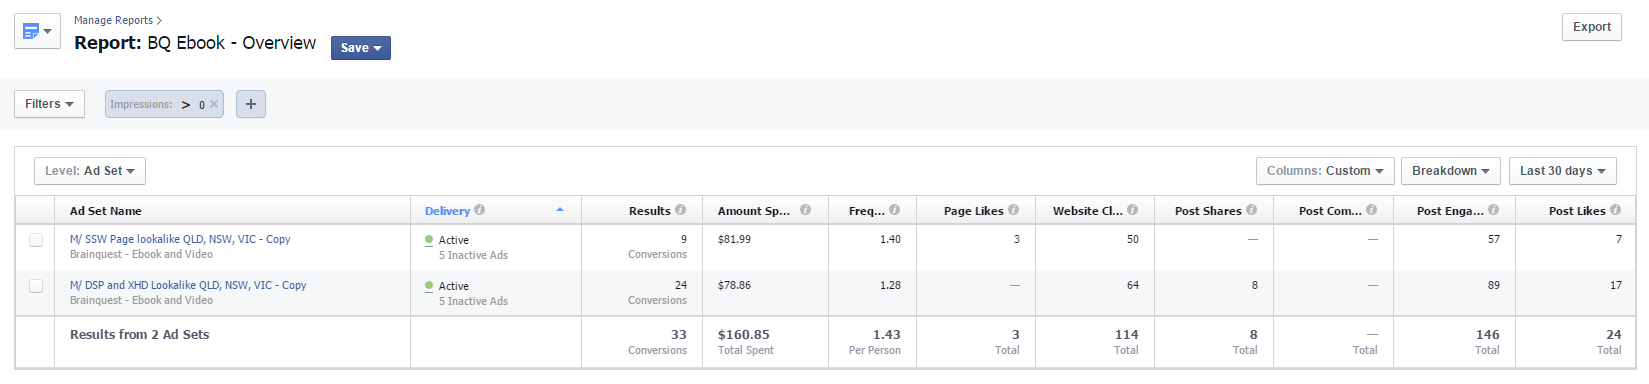 Manage Reports >
Report: BQ Ebook - Overview
Save
Export
Filters
Impressions: > 0 ×
+
Level: Ad Set
Columns: Custom
Breakdown
Last 30 days
Ad Set Name Delivery Results Amount Sp... Freq... Page Likes Website Cl... Post Shares Post Com... Post Enga... Post Likes
M/ SSW Page lookalike QLD, NSW, VIC - Copy Active 9 $81.99 1.40 3 50 — — 57 7
Brainquest - Ebook and Video 5 Inactive Ads Conversions
M/ DSP and XHD Lookalike QLD, NSW, VIC - Copy Active 24 $78.86 1.28 — 64 8 — 89 17
Brainquest - Ebook and Video 5 Inactive Ads Conversions
Results from 2 Ad Sets 33 $160.85 1.43 3 114 8 — 146 24
Conversions Total Spent Per Person Total Total Total Total Total Total